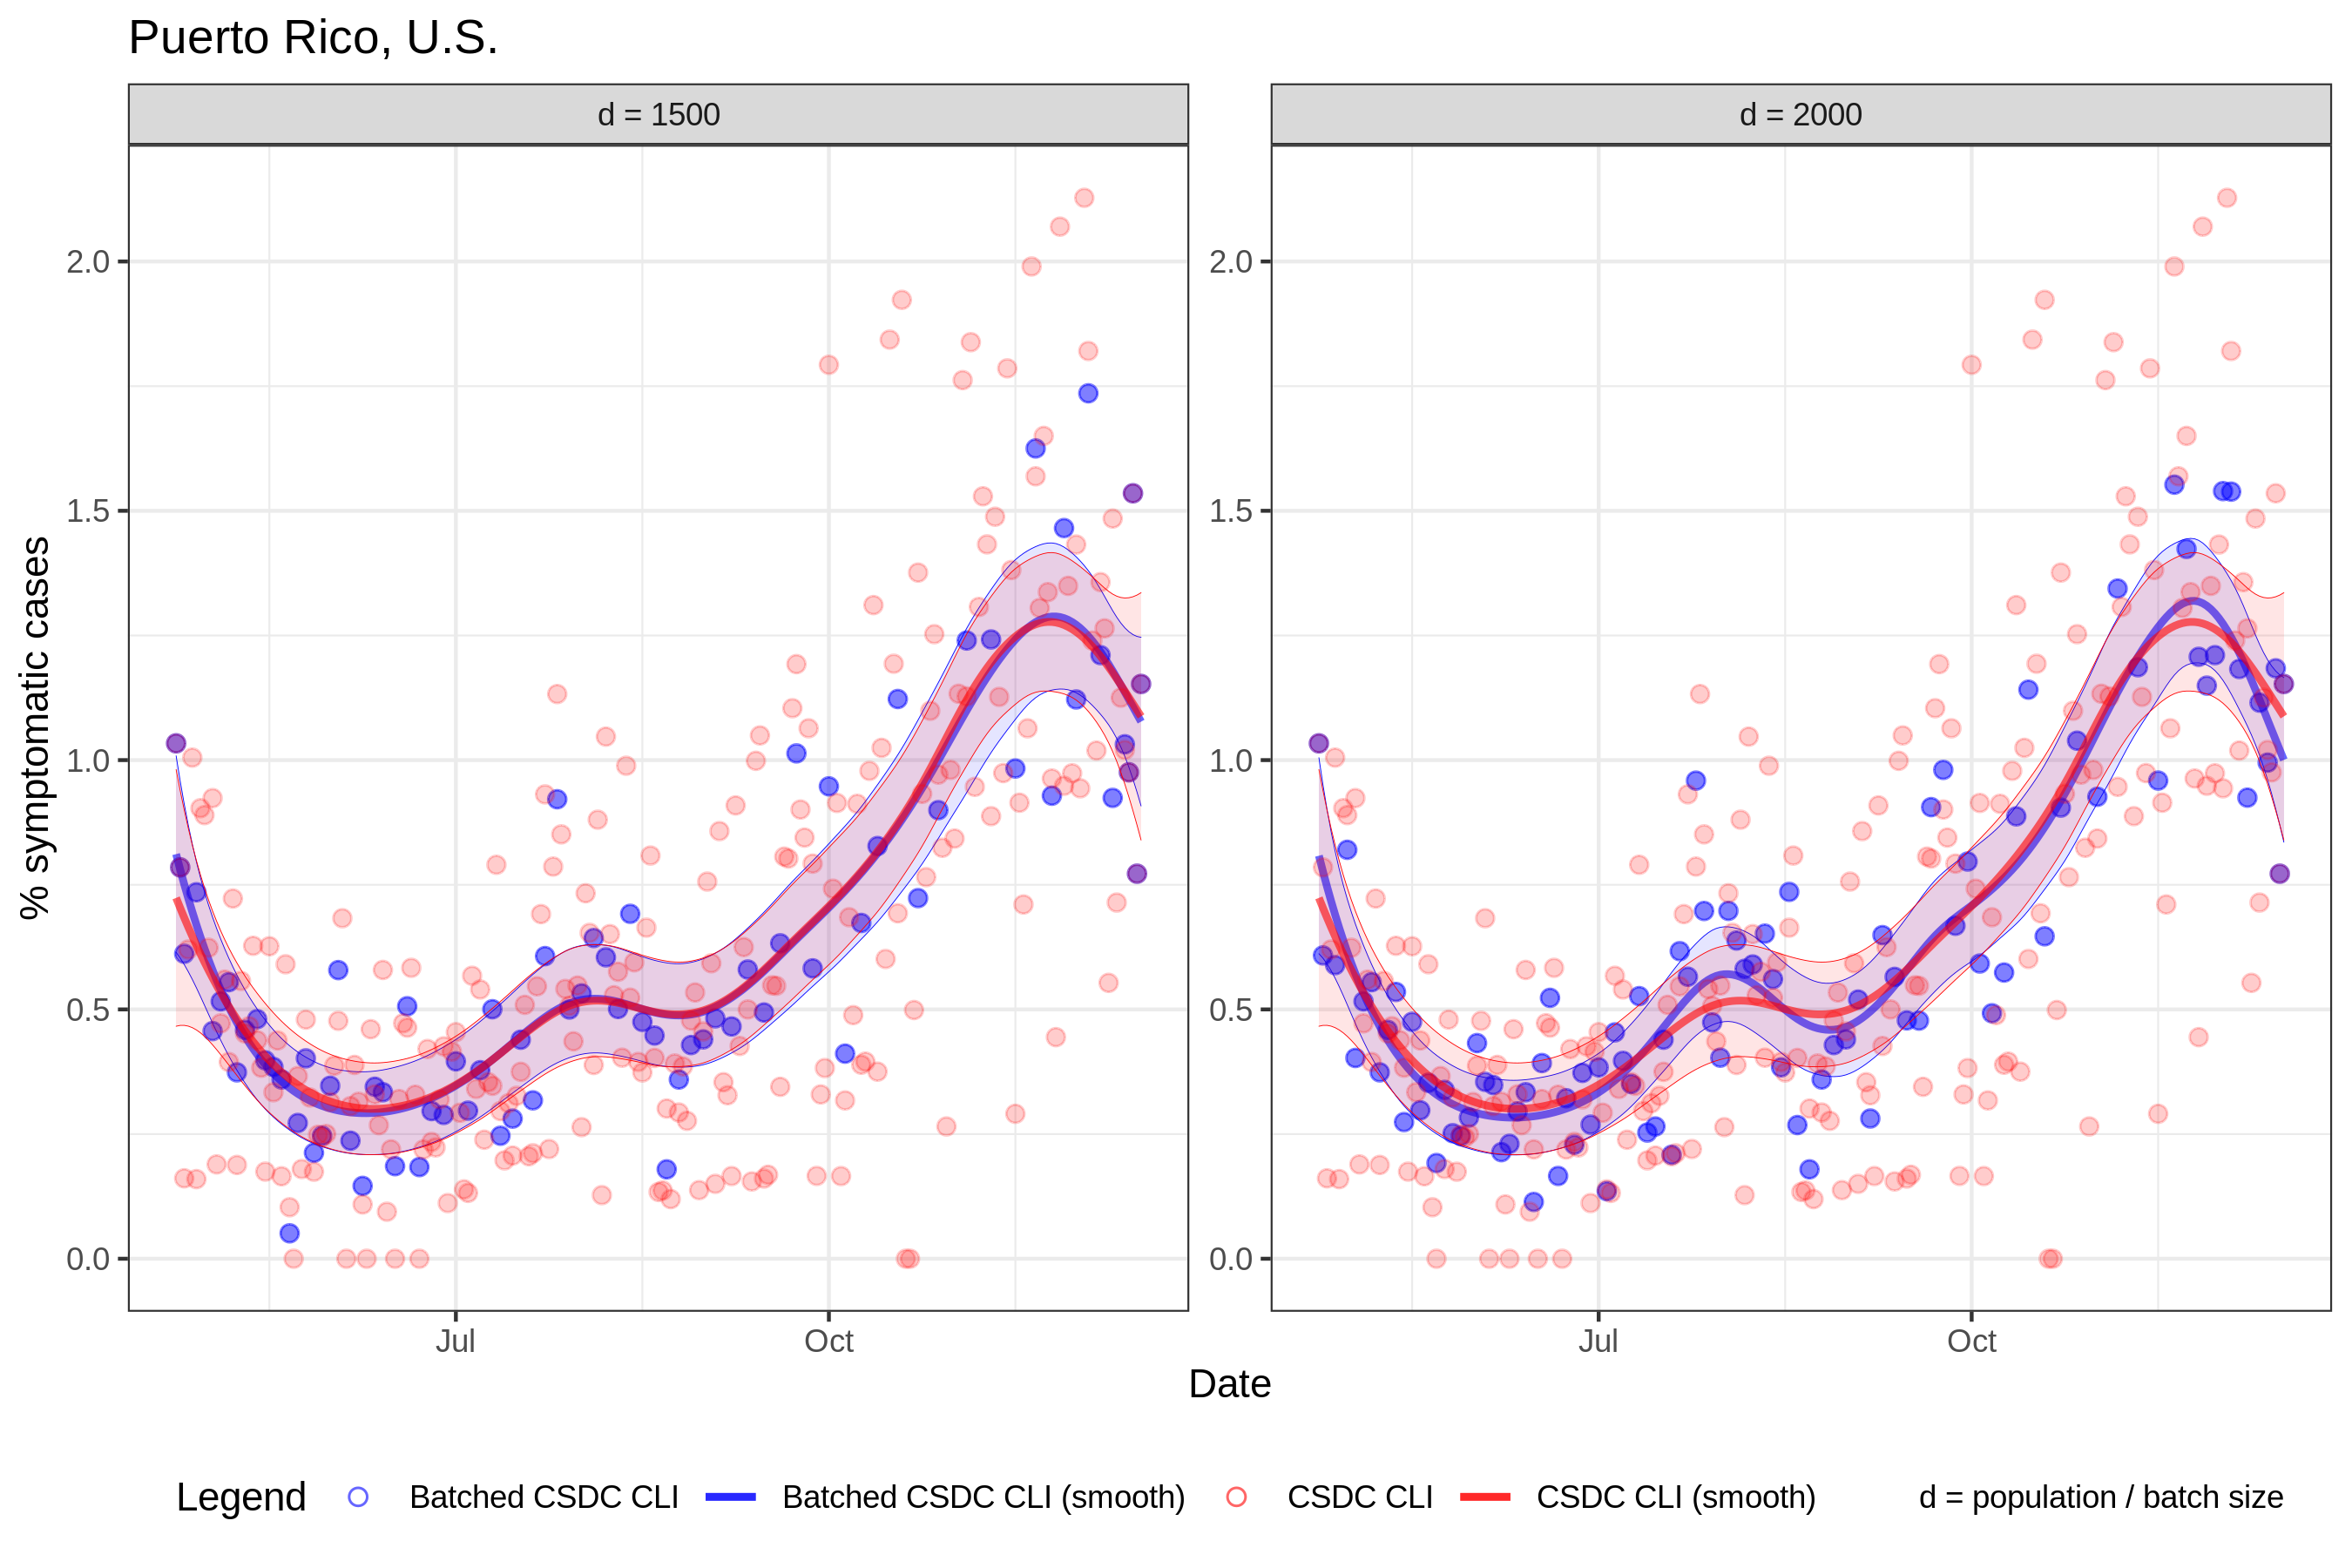 Puerto Rico, U.S.
d = 1500
d = 2000
% symptomatic cases
2.0
1.5
1.0
0.5
0.0
2.0
1.5
1.0
0.5
0.0
Jul
Oct
Jul
Oct
Date
Legend
Batched CSDC CLI
Batched CSDC CLI (smooth)
CSDC CLI
CSDC CLI (smooth)
d = population / batch size